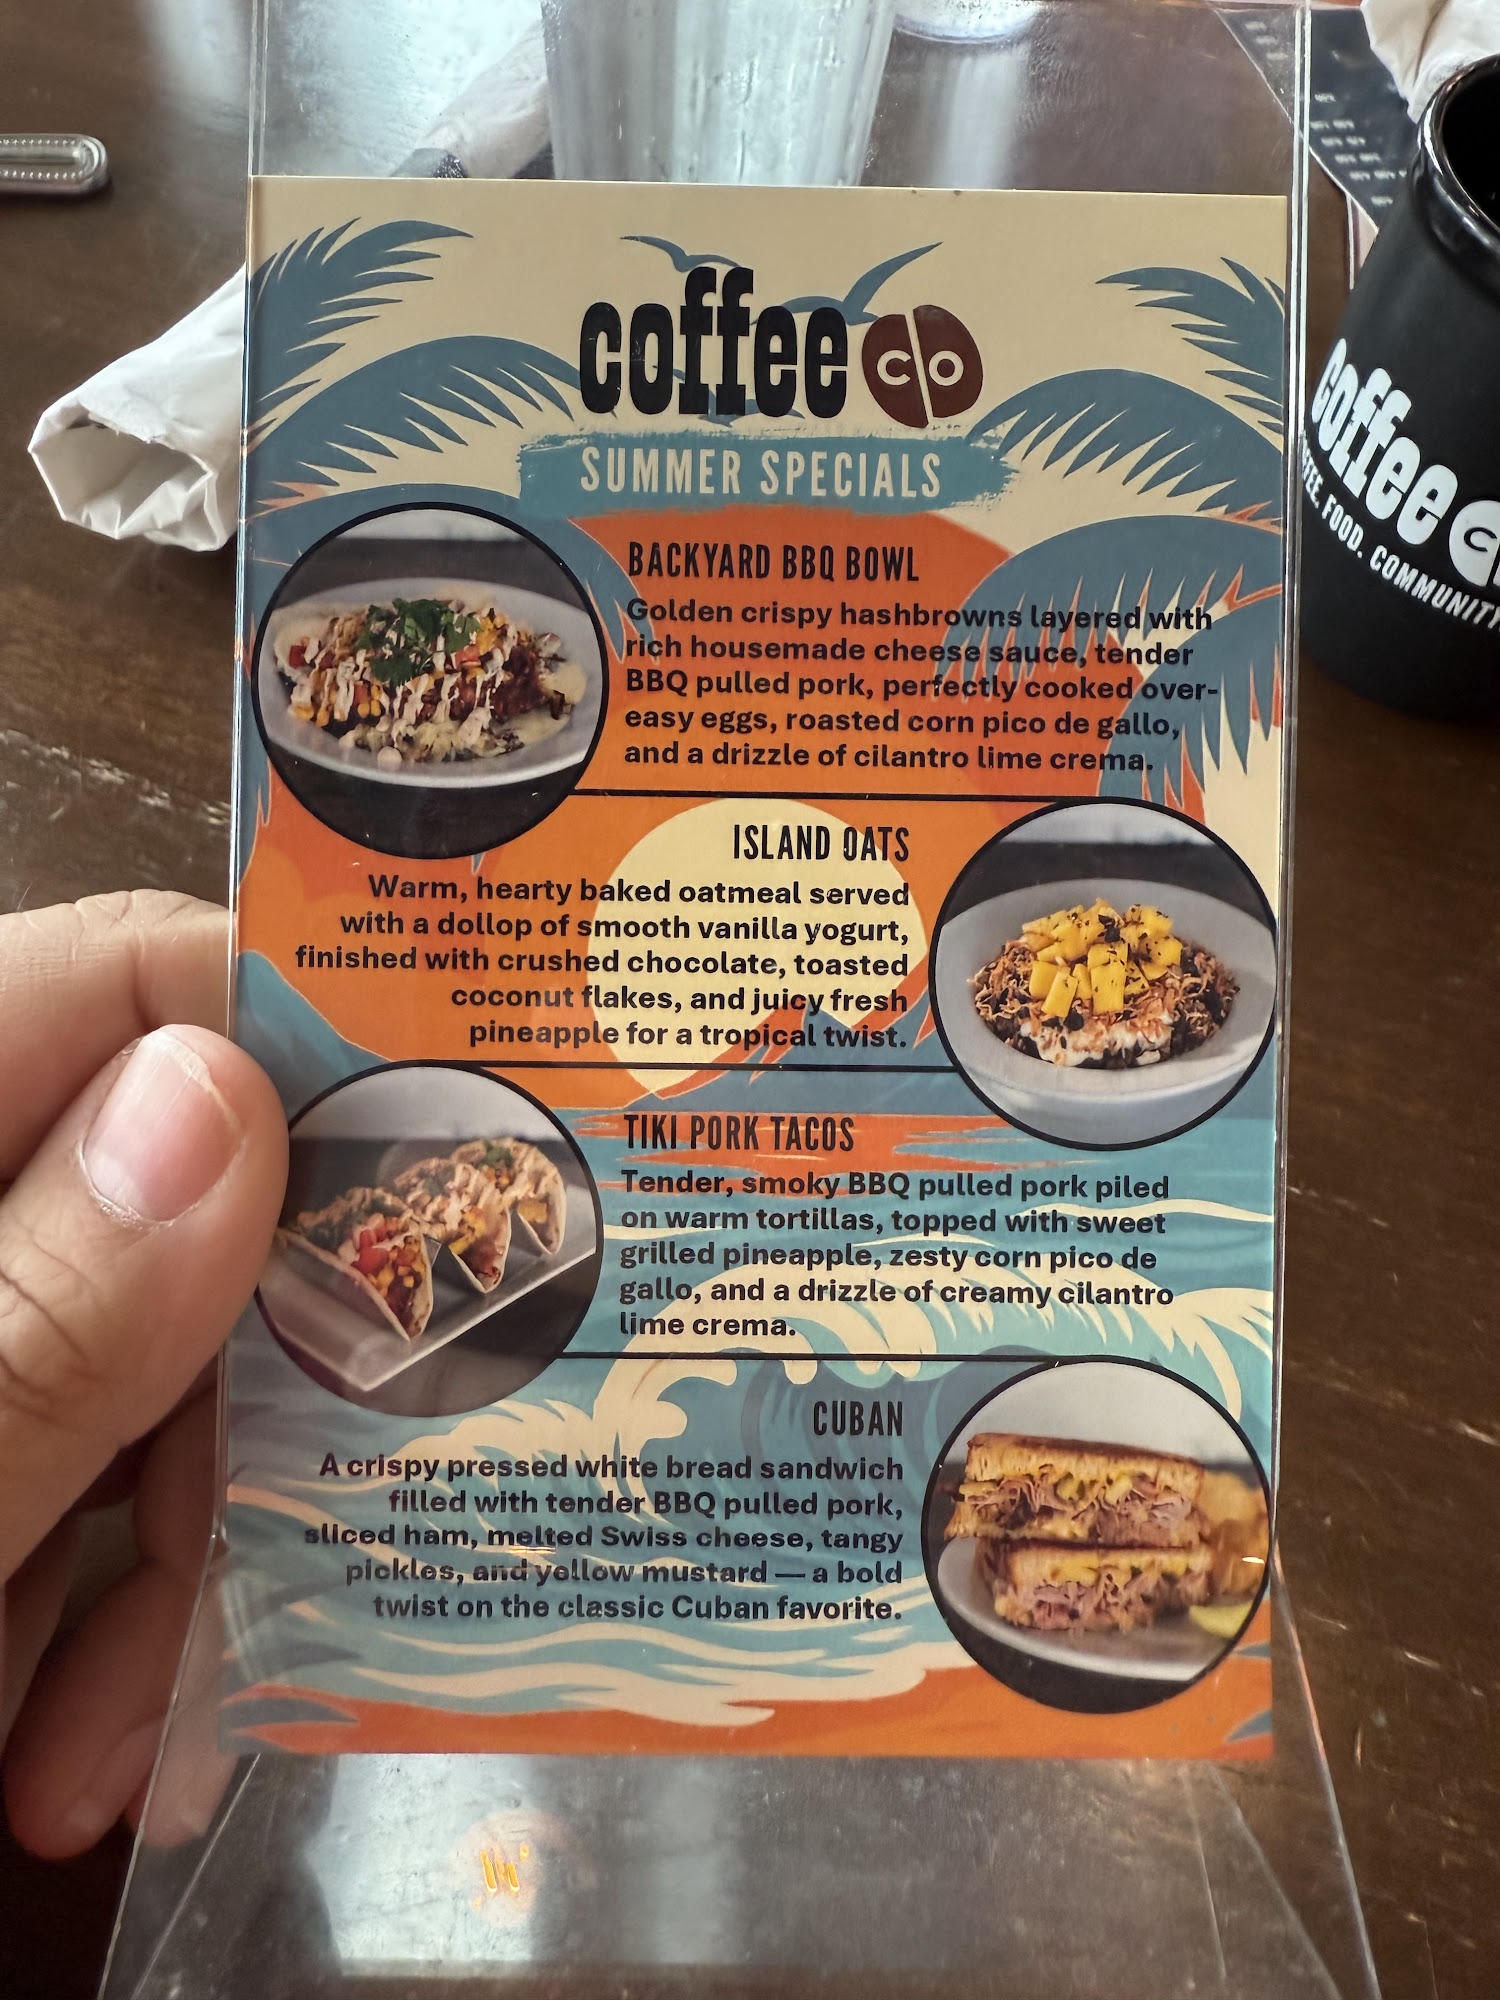 coffee CO
SUMMER SPECIALS
BACKYARD BBQ BOWL
Golden crispy hashbrowns layered with
rich housemade cheese sauce, tender
BBQ pulled pork, perfectly cooked over-
easy eggs, roasted corn pico de gallo,
and a drizzle of cilantro lime crema.
ISLAND OATS
Warm, hearty baked oatmeal served
with a dollop of smooth vanilla yogurt,
finished with crushed chocolate, toasted
coconut flakes, and juicy fresh
pineapple for a tropical twist.
TIKI PORK TACOS
Tender, smoky BBQ pulled pork piled
on warm tortillas, topped with sweet
grilled pineapple, zesty corn pico de
gallo, and a drizzle of creamy cilantro
lime crema.
CUBAN
A crispy pressed white bread sandwich
filled with tender BBQ pulled pork,
sliced ham, melted Swiss cheese, tangy
pickles, and yellow mustard — a bold
twist on the classic Cuban favorite.
coffee C
FOOD. COMMUNITY